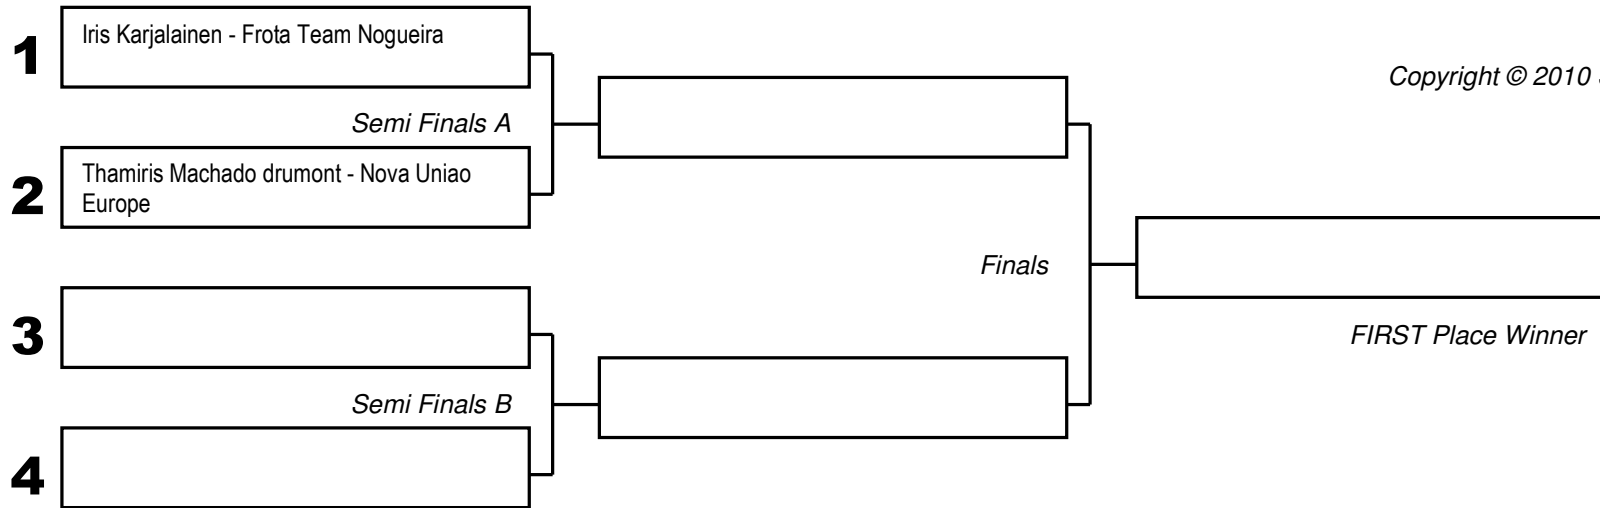 1
Iris Karjalainen - Frota Team Nogueira
Copyright © 2010
Semi Finals A
2
Thamiris Machado drumont - Nova Uniao
Europe
Finals
3
FIRST Place Winner
Semi Finals B
4